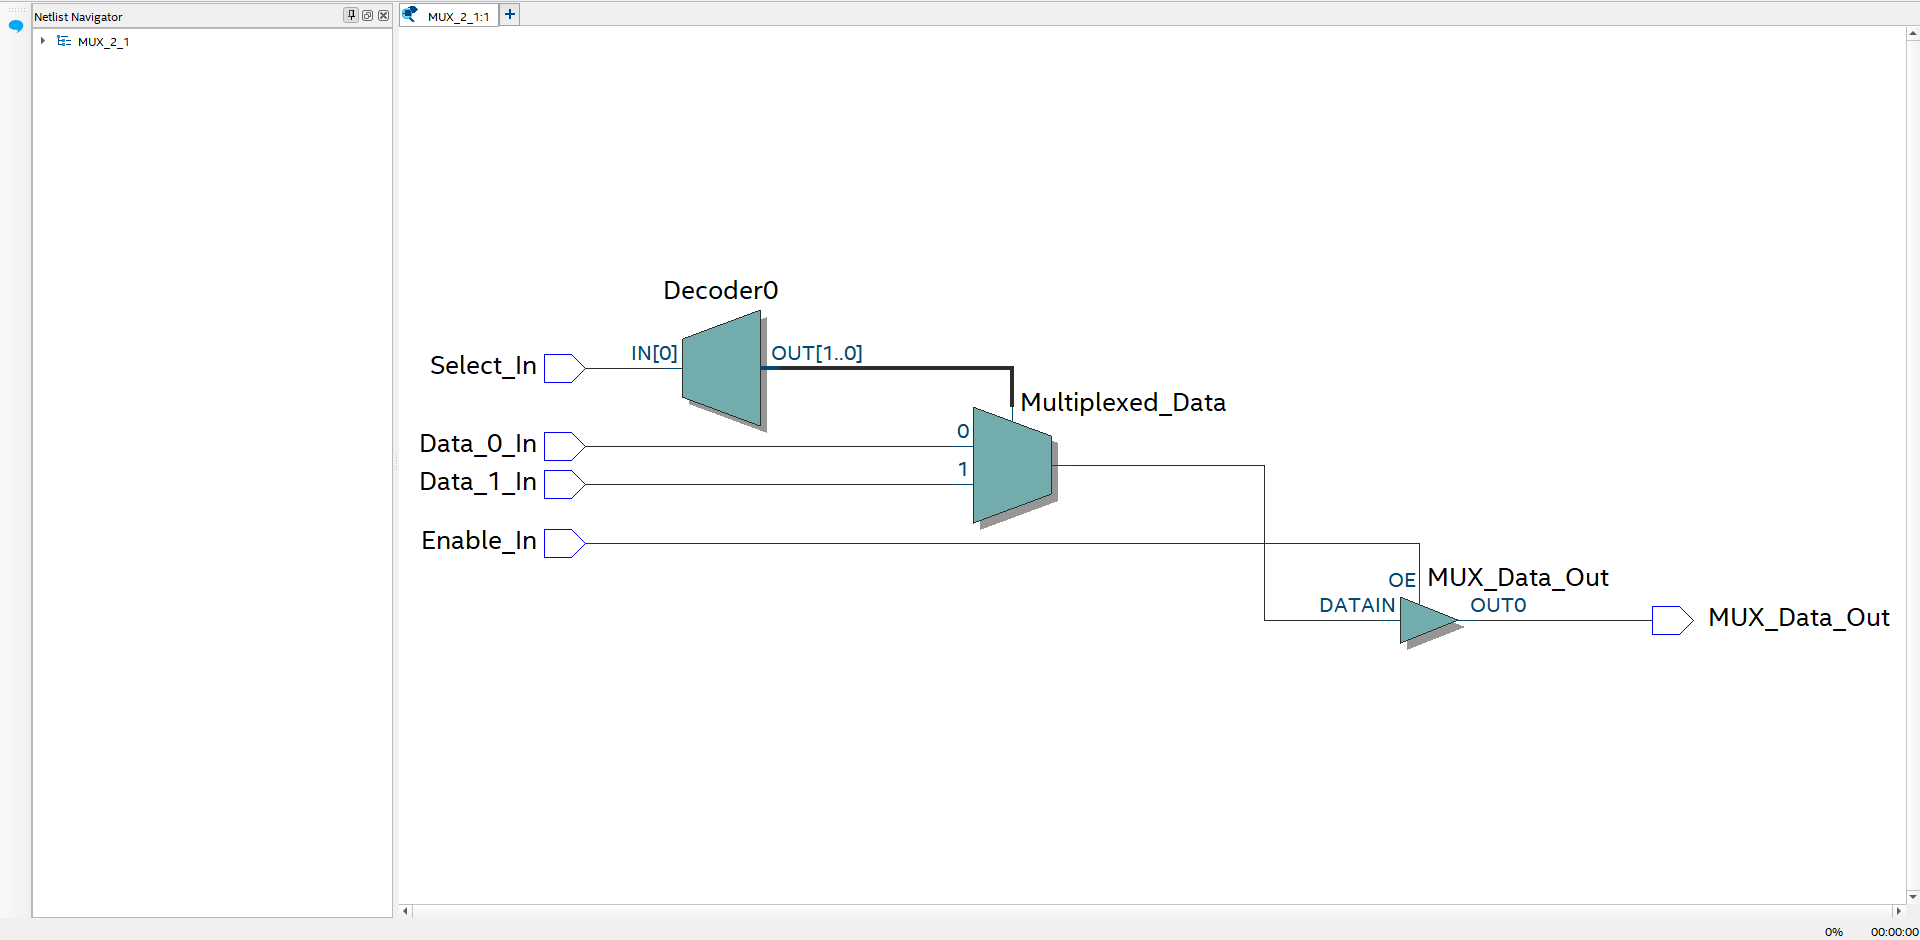 Netlist Navigator
MUX_2_1:1
MUX_2_1
Decoder0
Select_In
IN[0]
OUT[1..0]
Multiplexed_Data
Data_0_In
0
Data_1_In
1
Enable_In
OE
MUX_Data_Out
DATAIN
OUT0
MUX_Data_Out
0%
00:00:00